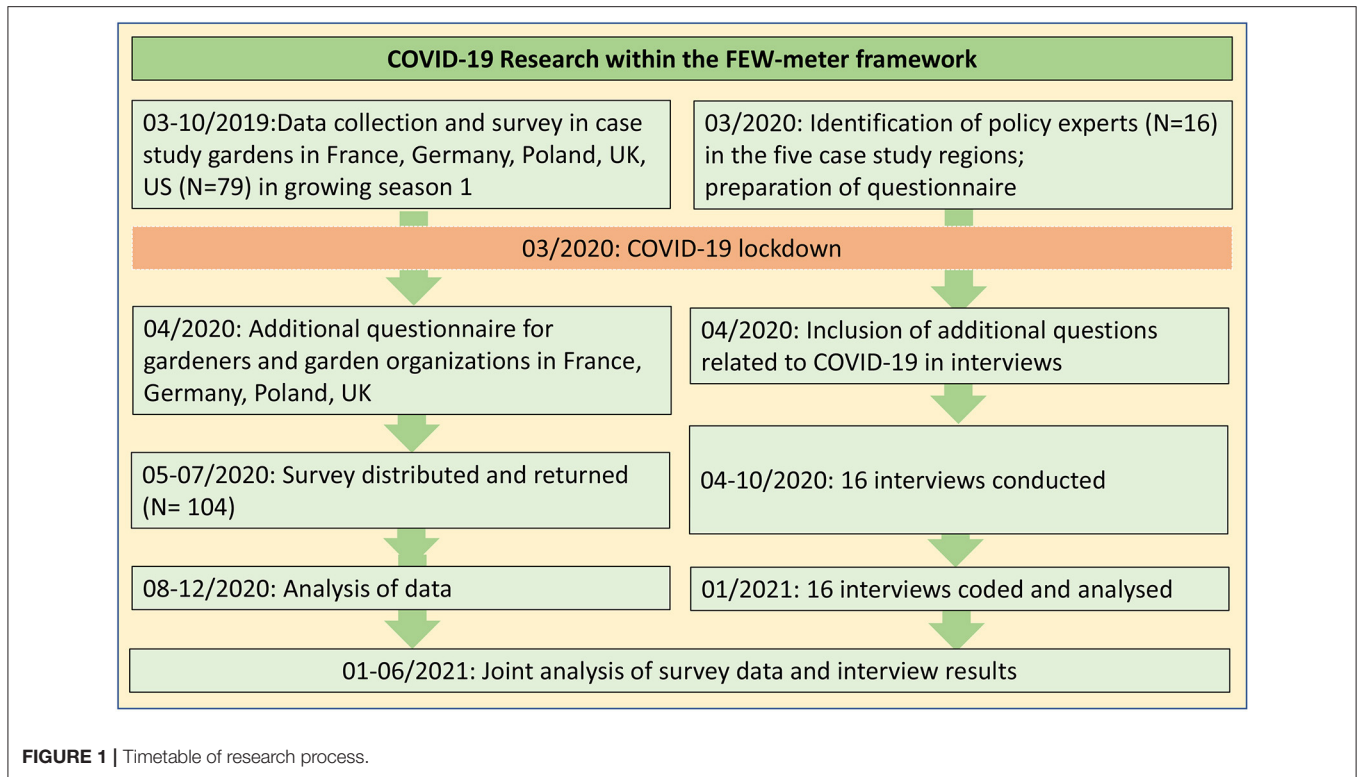 COVID-19 Research within the FEW-meter framework
03-10/2019:Data collection and survey in case
study gardens in France, Germany, Poland, UK,
US (N=79) in growing season 1
03/2020: Identification of policy experts (N=16)
in the five case study regions;
preparation of questionnaire
03/2020: COVID-19 lockdown
04/2020: Additional questionnaire for
gardeners and garden organizations in France,
Germany, Poland, UK
04/2020: Inclusion of additional questions
related to COVID-19 in interviews
05-07/2020: Survey distributed and returned
(N= 104)
04-10/2020: 16 interviews conducted
08-12/2020: Analysis of data
01/2021: 16 interviews coded and analysed
01-06/2021: Joint analysis of survey data and interview results
FIGURE 1 | Timetable of research process.